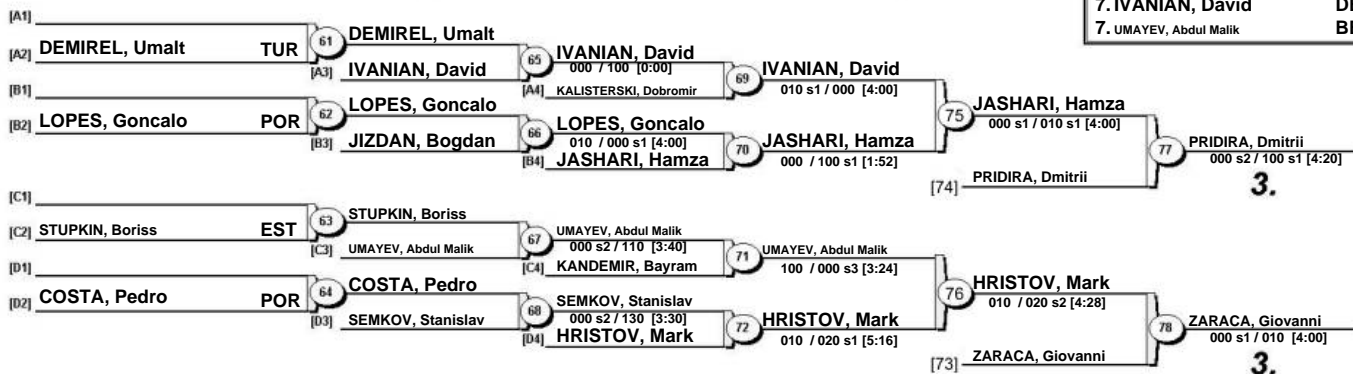 7. IVANIAN, David
7. UMAYEV, Abdul Malik
[A1]
[A2] DEMIREL, Umalt TUR
61
DEMIREL, Umalt
[A3] IVANIAN, David
65
IVANIAN, David
000 / 100 [0:00]
[A4] KALISTERSKI, Dobromir
69
IVANIAN, David
010 s1 / 000 [4:00]
[B1]
[B2] LOPES, Goncalo POR
62
LOPES, Goncalo
[B3] JIZDAN, Bogdan
66
LOPES, Goncalo
010 / 000 s1 [4:00]
[B4] JASHARI, Hamza
70
JASHARI, Hamza
000 / 100 s1 [1:52]
75
JASHARI, Hamza
000 s1 / 010 s1 [4:00]
[74] PRIDIRA, Dmitrii
77
PRIDIRA, Dmitrii
000 s2 / 100 s1 [4:20]
3.
[C1]
[C2] STUPKIN, Boriss EST
63
STUPKIN, Boriss
[C3] UMAYEV, Abdul Malik
67
UMAYEV, Abdul Malik
000 s2 / 110 [3:40]
[C4] KANDEMIR, Bayram
71
UMAYEV, Abdul Malik
100 / 000 s3 [3:24]
[D1]
[D2] COSTA, Pedro POR
64
COSTA, Pedro
[D3] SEMKOV, Stanislav
68
SEMKOV, Stanislav
000 s2 / 130 [3:30]
[D4] HRISTOV, Mark
72
HRISTOV, Mark
010 / 020 s1 [5:16]
76
HRISTOV, Mark
010 / 020 s2 [4:28]
[73] ZARACA, Giovanni
78
ZARACA, Giovanni
000 s1 / 010 [4:00]
3.